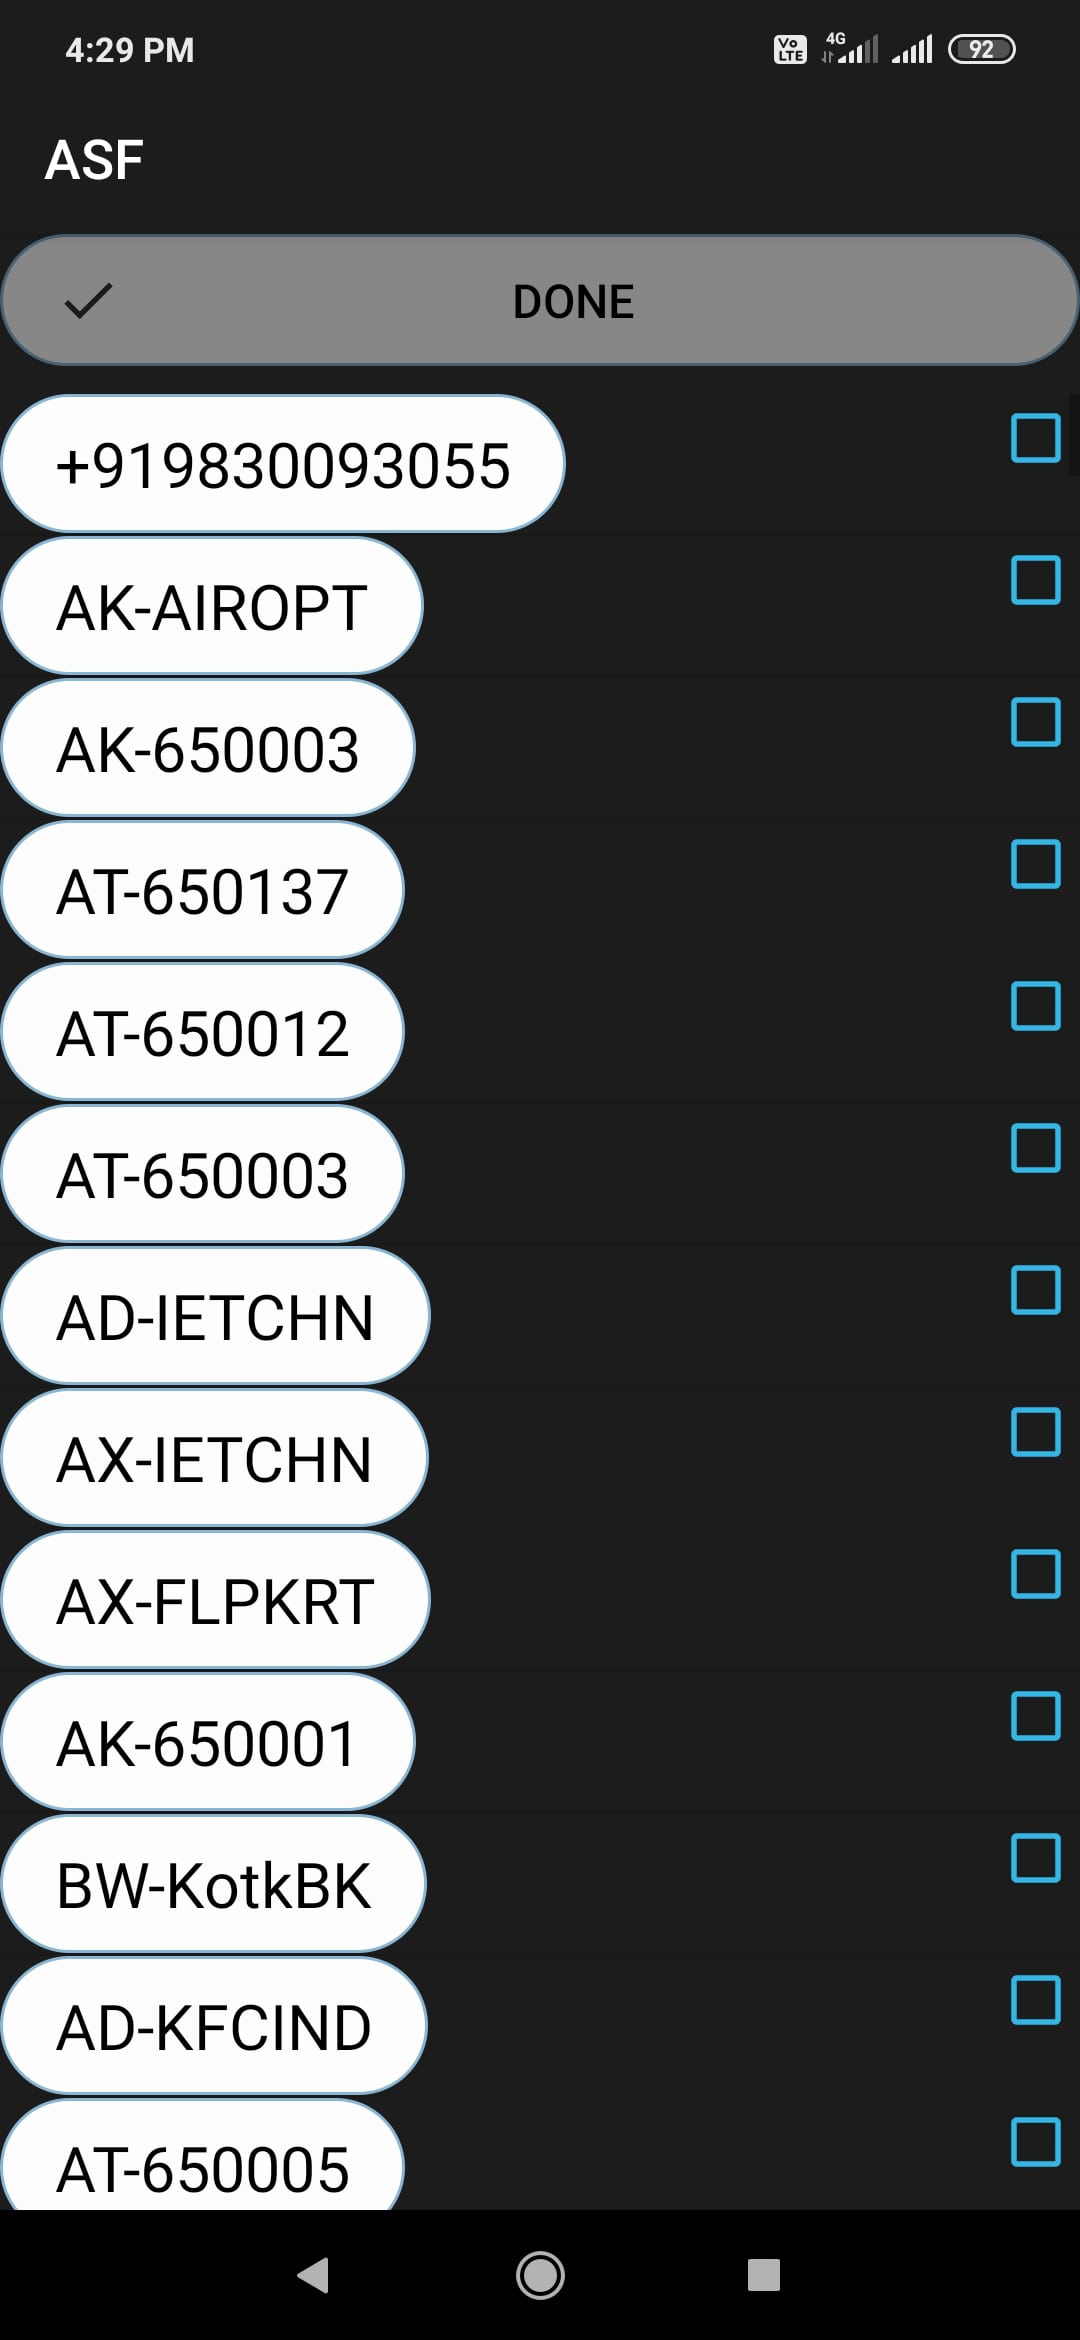 4:29 PM
Vo LTE 4G 92
ASF
DONE
+919830093055
AK-AIROPT
AK-650003
AT-650137
AT-650012
AT-650003
AD-IETCHN
AX-IETCHN
AX-FLPKRT
AK-650001
BW-KotkBK
AD-KFCIND
AT-650005